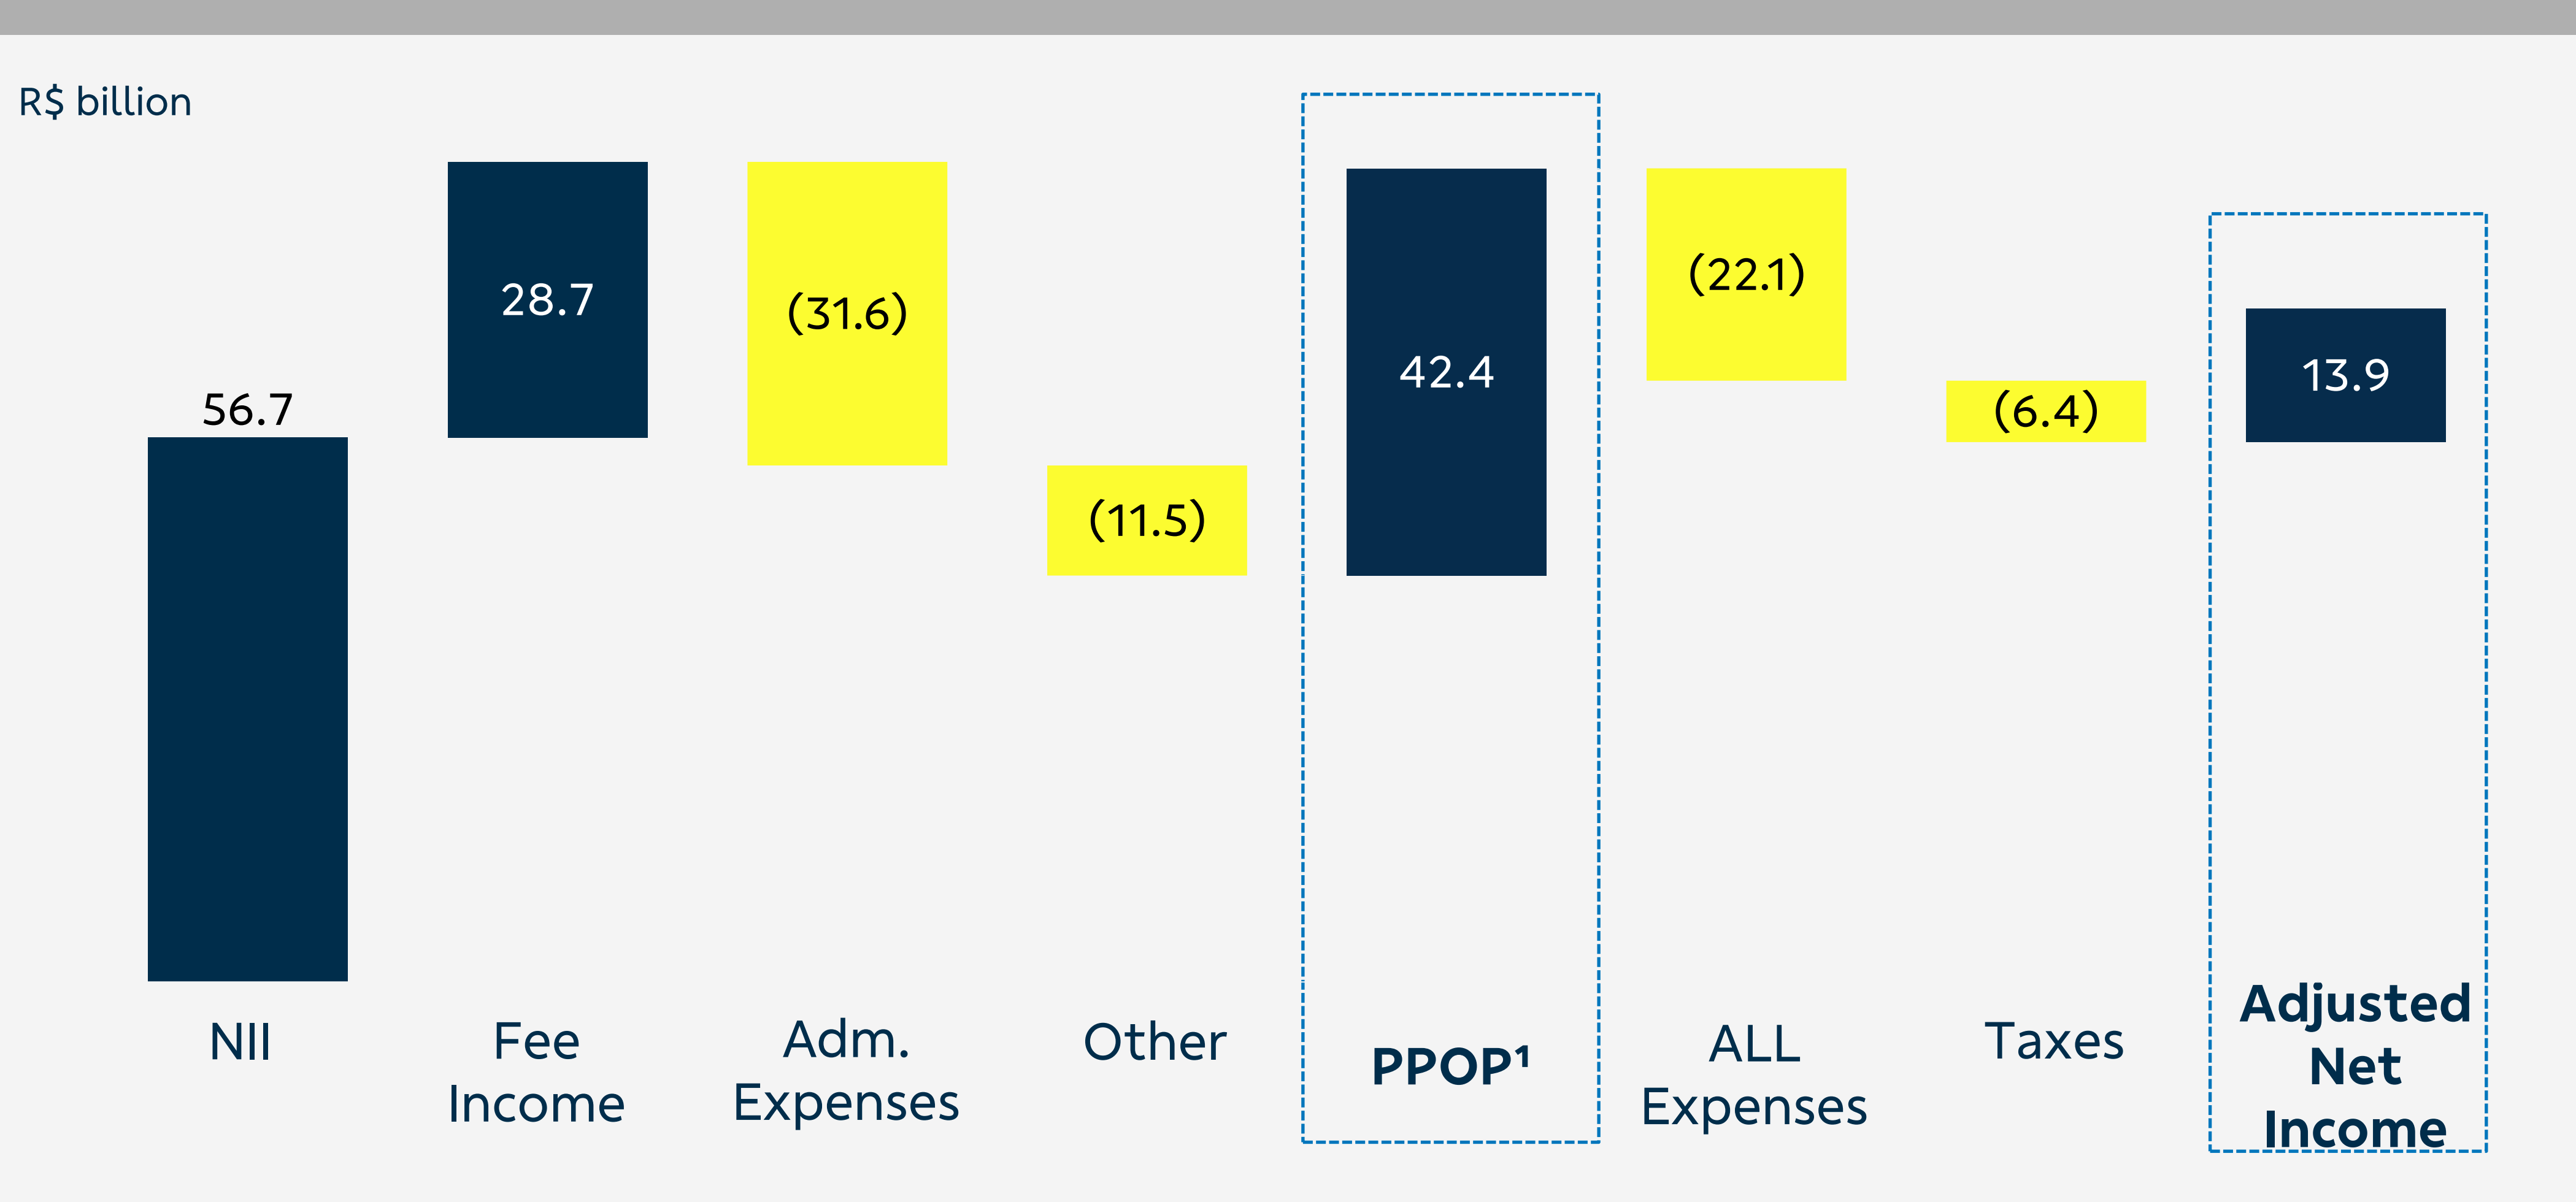 R$ billion
56.7
28.7
(31.6)
(11.5)
42.4
(22.1)
(6.4)
13.9
NII
Fee
Income
Adm.
Expenses
Other
PPOP¹
ALL
Expenses
Taxes
Adjusted
Net
Income